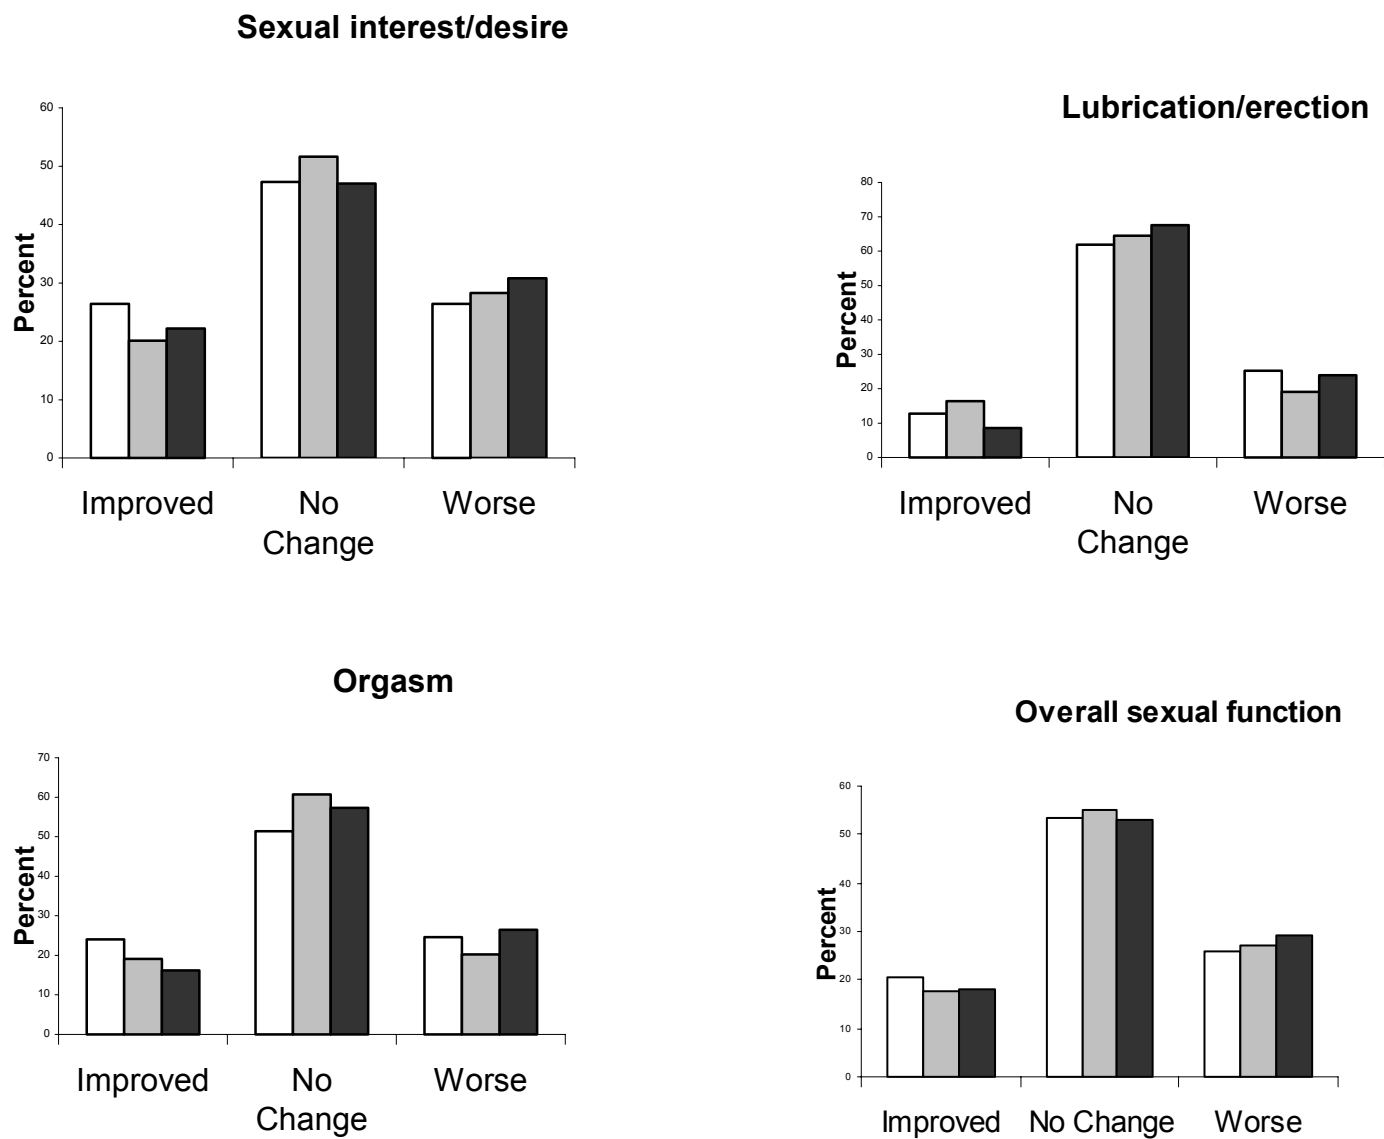 Sexual interest/desire
60
50
40
30
20
10
0
Percent
Improved
No
Change
Worse
Lubrication/erection
80
70
60
50
40
30
20
10
0
Percent
Improved
No
Change
Worse
Orgasm
70
60
50
40
30
20
10
0
Percent
Improved
No
Change
Worse
Overall sexual function
60
50
40
30
20
10
0
Percent
Improved
No Change
Worse